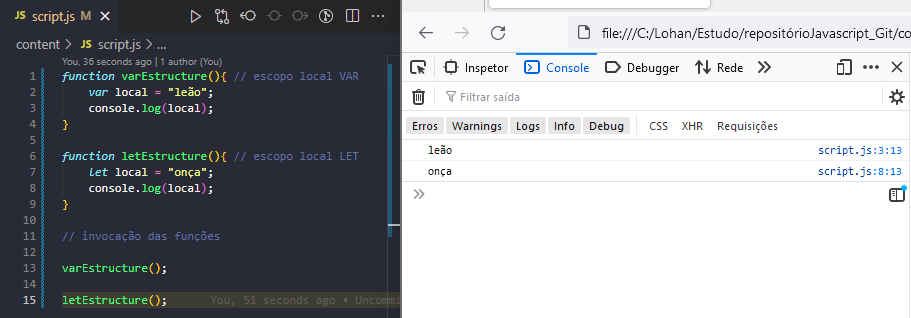 JS script.js M ×
content > JS script.js > ...
You, 36 seconds ago | 1 author (You)
1 function varEstructure(){ // escopo local VAR
2 var local = "leão";
3 console.log(local);
4 }
5
6 function letEstructure(){ // escopo local LET
7 let local = "onça";
8 console.log(local);
9 }
10
11 // invocação das funções
12
13 varEstructure();
14
15 letEstructure(); You, 51 seconds ago • Uncommi
file:///C:/Lohan/Estudo/repositórioJavascript_Git/co
Inspetor Console Debugger Rede
Filtrar saída
Erros Warnings Logs Info Debug CSS XHR Requisições
leão script.js:3:13
onça script.js:8:13